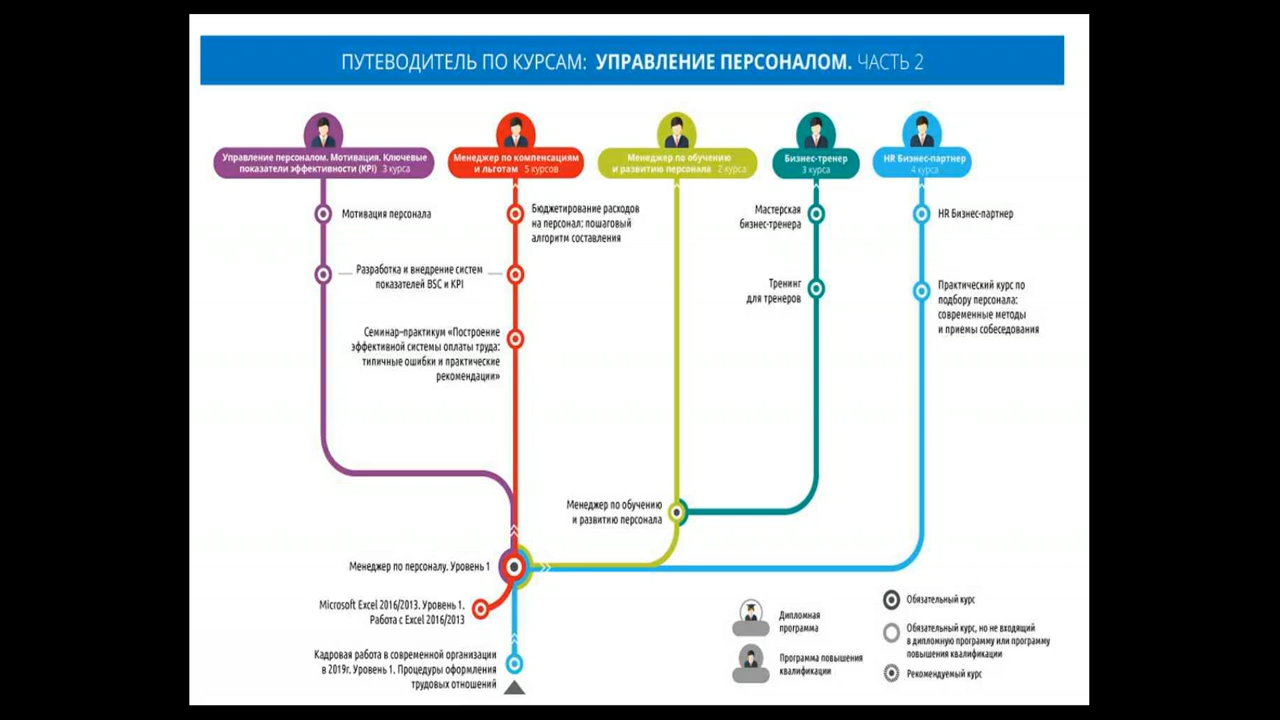 ПУТЕВОДИТЕЛЬ ПО КУРСАМ: УПРАВЛЕНИЕ ПЕРСОНАЛОМ. ЧАСТЬ 2
Управление персоналом. Мотивация. Ключевые
показатели эффективности (KPI) 3 курса
Менеджер по компенсациям
и льготам 5 курсов
Менеджер по обучению
и развитию персонала 2 курса
Бизнес-тренер
3 курса
HR Бизнес-партнер
4 курса
Мотивация персонала
Бюджетирование расходов
на персонал: пошаговый
алгоритм составления
Мастерская
бизнес-тренера
HR Бизнес-партнер
Разработка и внедрение систем
показателей BSC и KPI
Тренинг
для тренеров
Практический курс по
подбору персонала:
современные методы
и приемы собеседования
Семинар-практикум «Построение
эффективной системы оплаты труда:
типичные ошибки и практические
рекомендации»
Менеджер по обучению
и развитию персонала
Менеджер по персоналу. Уровень 1
Microsoft Excel 2016/2013. Уровень 1.
Работа с Excel 2016/2013
Кадровая работа в современной организации
в 2019г. Уровень 1. Процедуры оформления
трудовых отношений
Дипломная
программа
Программа повышения
квалификации
Обязательный курс
Обязательный курс, но не входящий
в дипломную программу или программу
повышения квалификации
Рекомендуемый курс